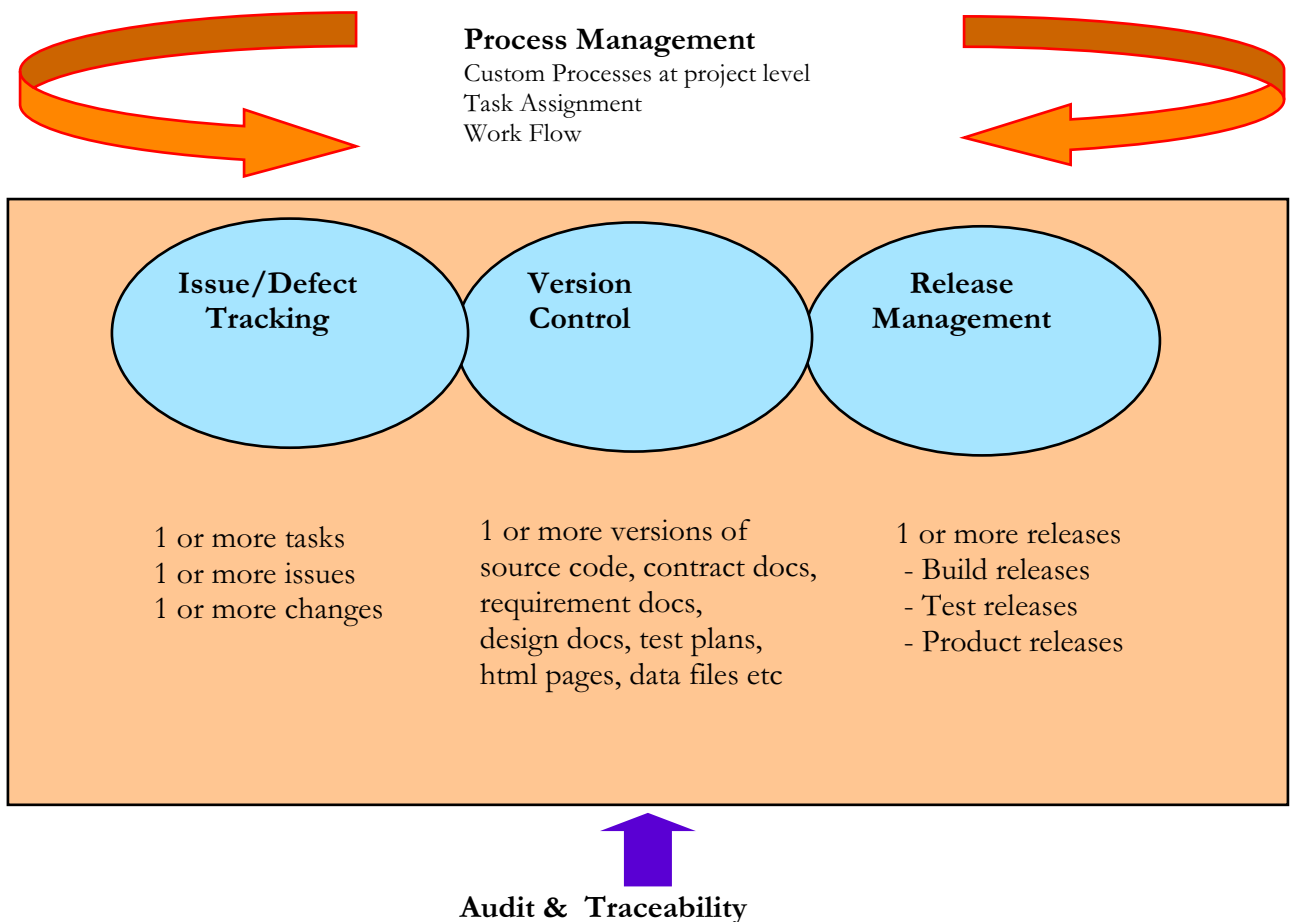 Process Management
Custom Processes at project level
Task Assignment
Work Flow
Issue/Defect
Tracking
Version
Control
Release
Management
1 or more tasks
1 or more issues
1 or more changes
1 or more versions of
source code, contract docs,
requirement docs,
design docs, test plans,
html pages, data files etc
1 or more releases
- Build releases
- Test releases
- Product releases
Audit & Traceability